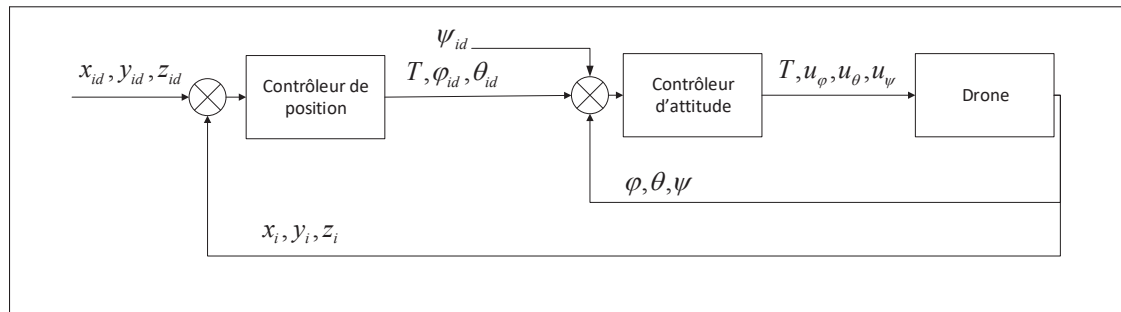 ψ_id
x_id, y_id, z_id
Contrôleur de
position
T, φ_id, θ_id
Contrôleur
d’attitude
T, u_φ, u_θ, u_ψ
Drone
φ, θ, ψ
x_i, y_i, z_i